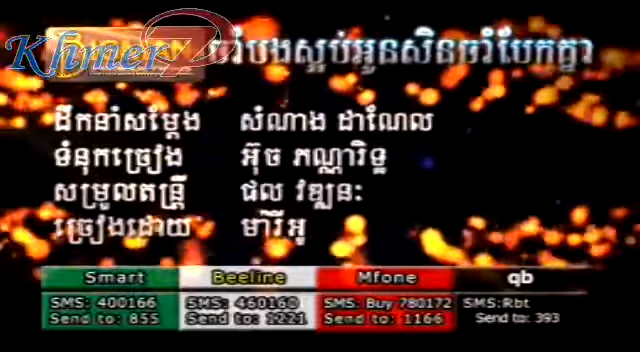 Khmer
ចាំបងស្អប់អូនសិនចាំបែកគ្នា
ដឹកនាំសម្តែង សំណាង ដាណែល
ទំនុកច្រៀង អ៊ុច ភណ្ណារិទ្ធ
សម្រួលតន្ត្រី ផល វឌ្ឍនៈ
ច្រៀងដោយ ម៉ារីអូ
Smart Beeline Mfone qb
SMS: 400166 SMS: 460160 SMS: Buy 780172 SMS:Rbt
Send to: 855 Send to: 1221 Send to: 1166 Send to: 393